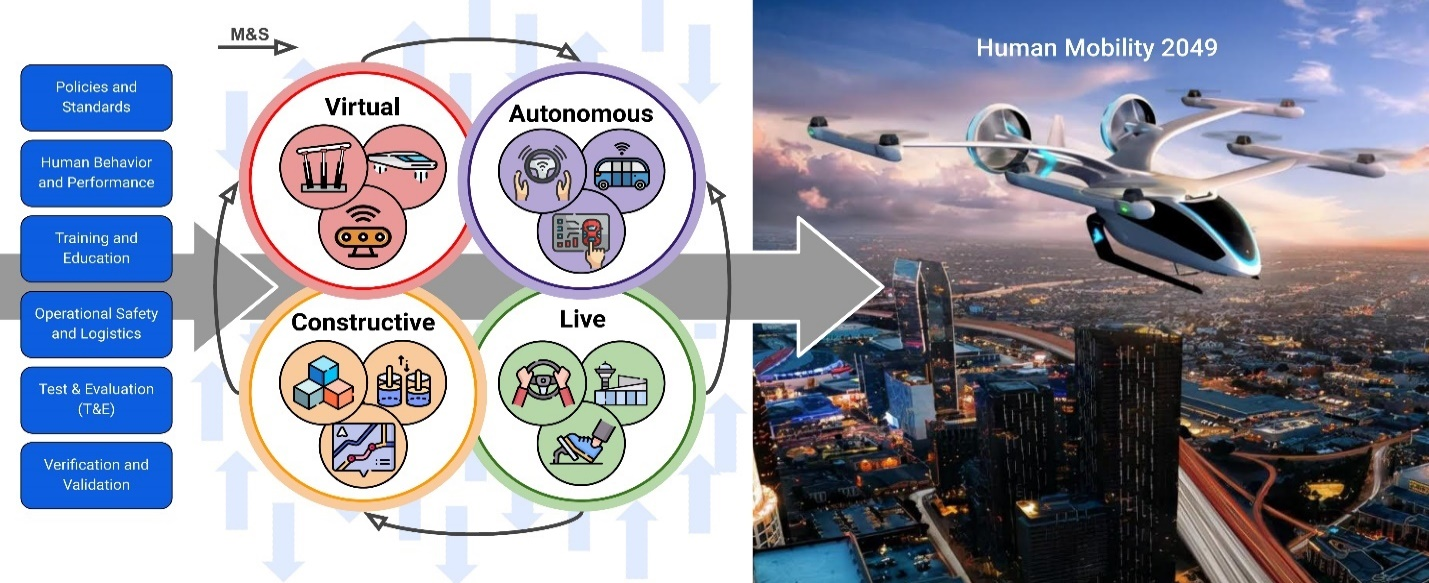 M&S
Policies and
Standards
Human Behavior
and Performance
Training and
Education
Operational Safety
and Logistics
Test & Evaluation
(T&E)
Verification and
Validation
Virtual
Autonomous
Constructive
Live
Human Mobility 2049